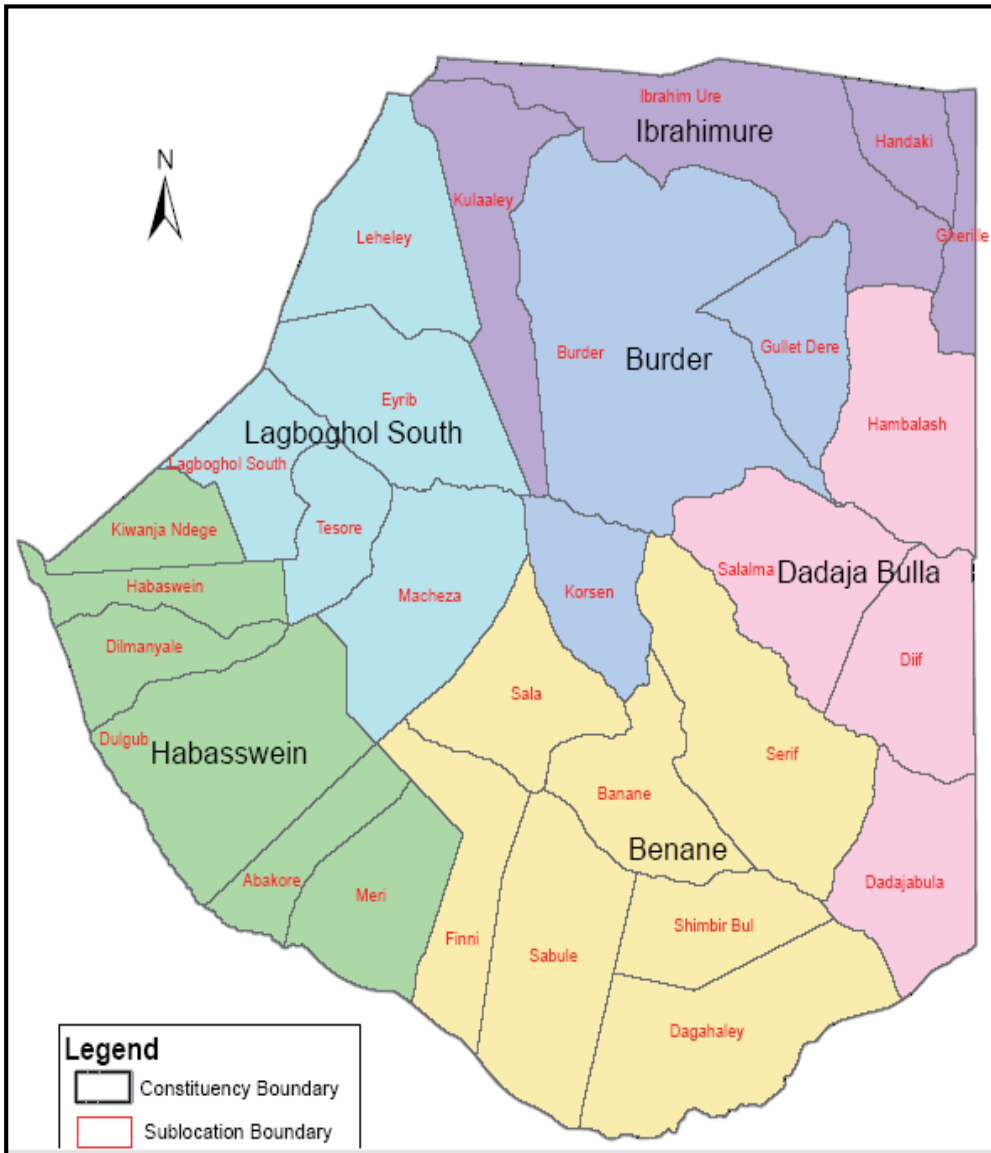 Ibrahim Ure
Ibrahimure
Handaki
N
Kulaaley
Gherille
Leheley
Burder
Burder
Gullet Dere
Eyrib
Hambalash
Lagboghol South
Lagboghol South
Kiwanja Ndege
Tesore
Salalma
Dadaja Bulla
Habaswein
Macheza
Korsen
Dilmanyale
Diif
Sala
Dulgub
Habasswein
Serif
Banane
Benane
Abakore
Meri
Dadajabula
Finni
Shimbir Bul
Sabule
Dagahaley
Legend
Constituency Boundary
Sublocation Boundary